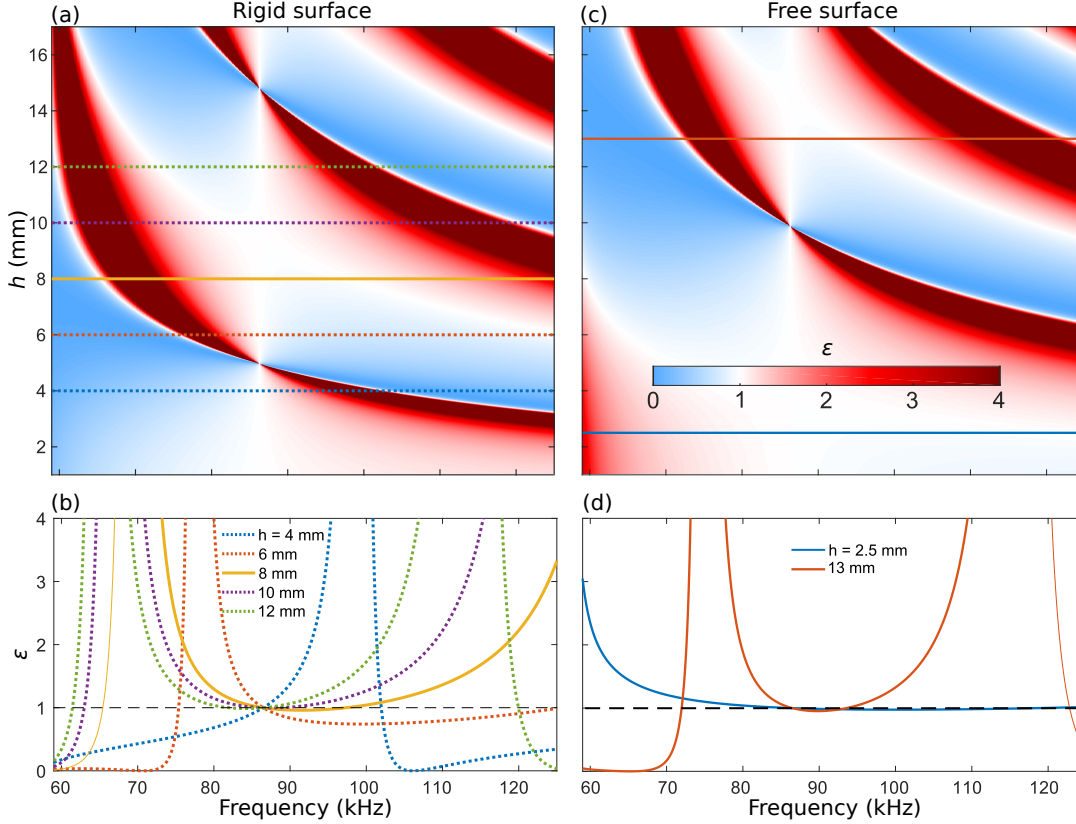 (a) Rigid surface
(c) Free surface
16
14
12
10
8
6
4
2
h (mm)
ε
0 1 2 3 4
(b)
(d)
4
3
2
1
0
ε
h = 4 mm
6 mm
8 mm
10 mm
12 mm
h = 2.5 mm
13 mm
60 70 80 90 100 110 120
60 70 80 90 100 110 120
Frequency (kHz)
Frequency (kHz)